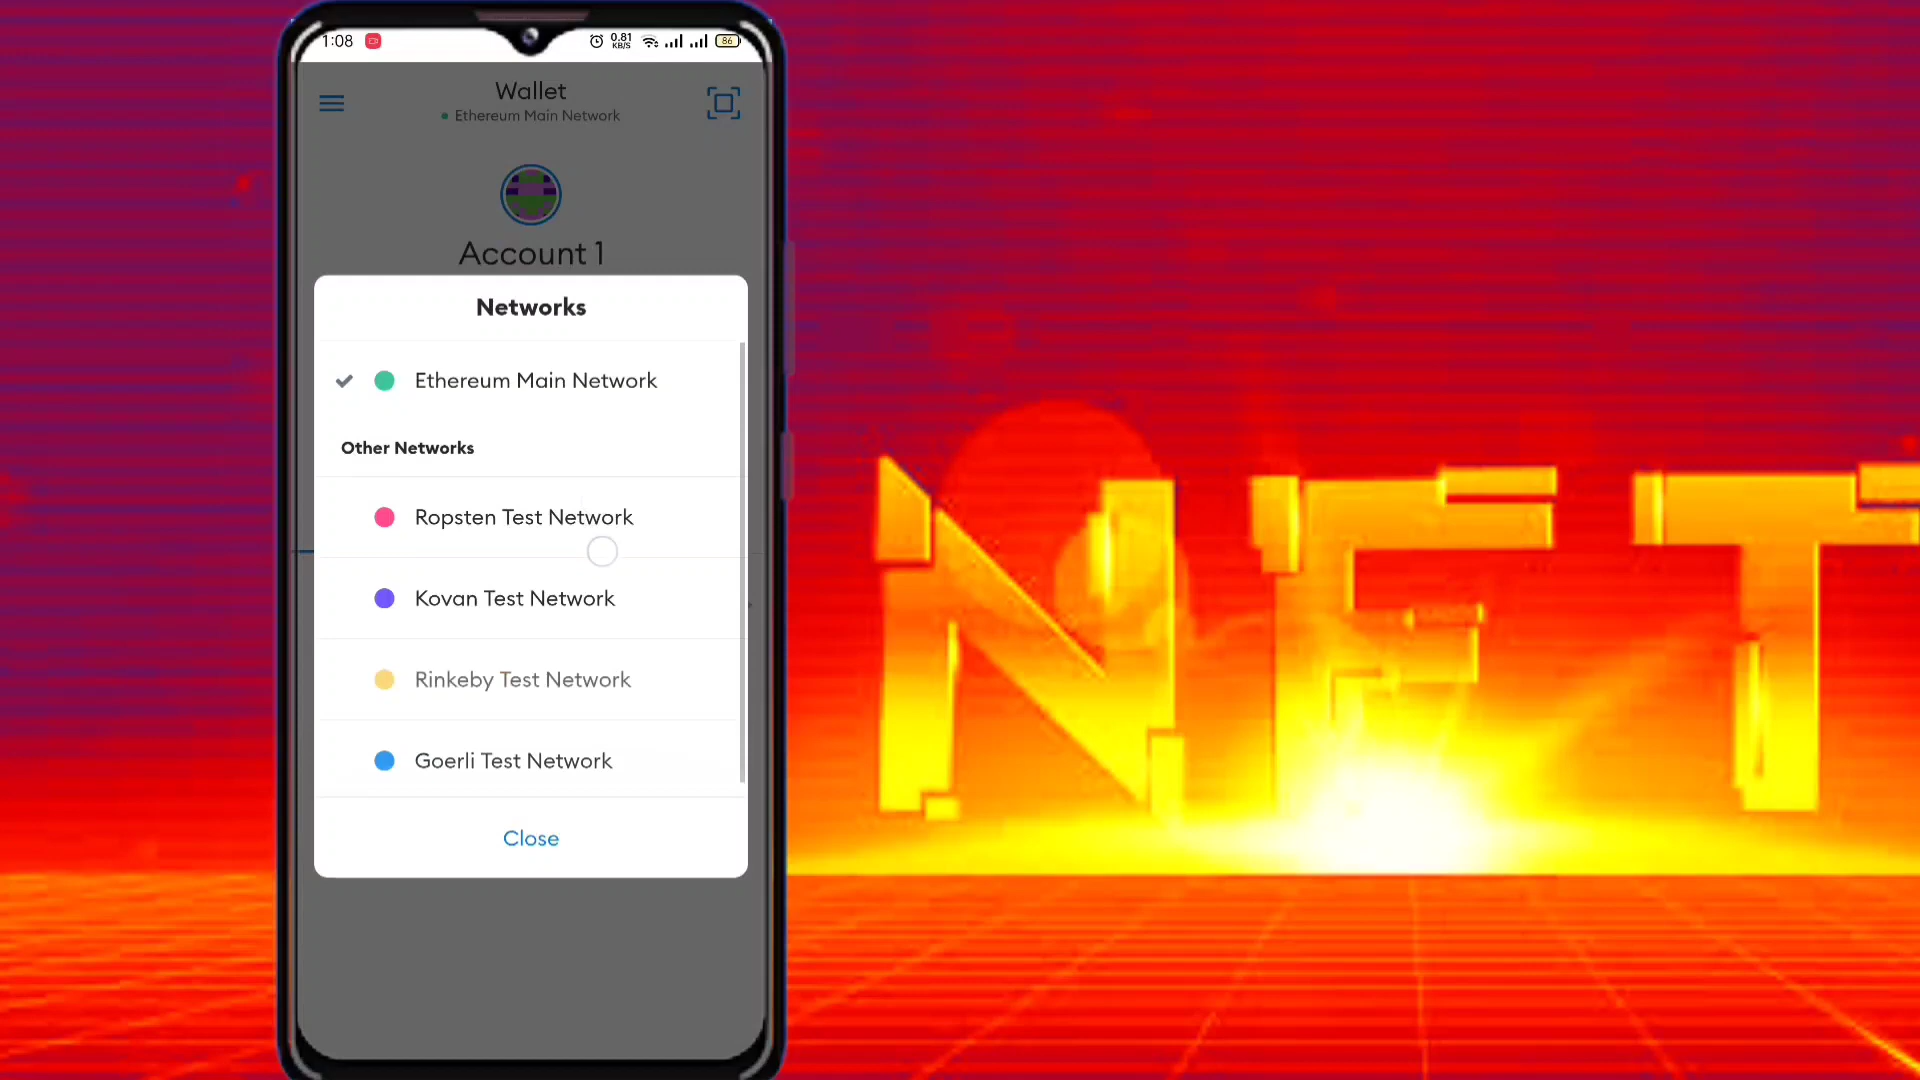 1:08
0.81
KB/S
86
Wallet
Ethereum Main Network
Account 1
Networks
Ethereum Main Network
Other Networks
Ropsten Test Network
Kovan Test Network
Rinkeby Test Network
Goerli Test Network
Close
NFT